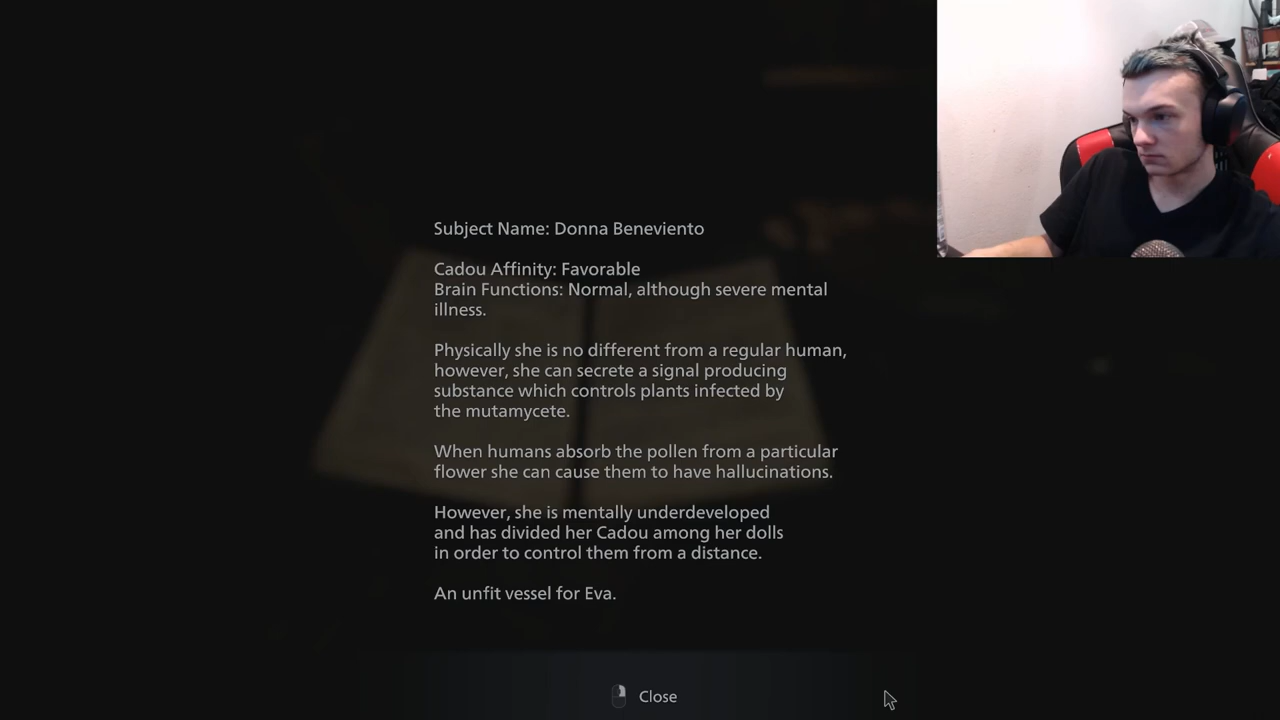 Subject Name: Donna Beneviento
Cadou Affinity: Favorable
Brain Functions: Normal, although severe mental
illness.
Physically she is no different from a regular human,
however, she can secrete a signal producing
substance which controls plants infected by
the mutamycete.
When humans absorb the pollen from a particular
flower she can cause them to have hallucinations.
However, she is mentally underdeveloped
and has divided her Cadou among her dolls
in order to control them from a distance.
An unfit vessel for Eva.
Close